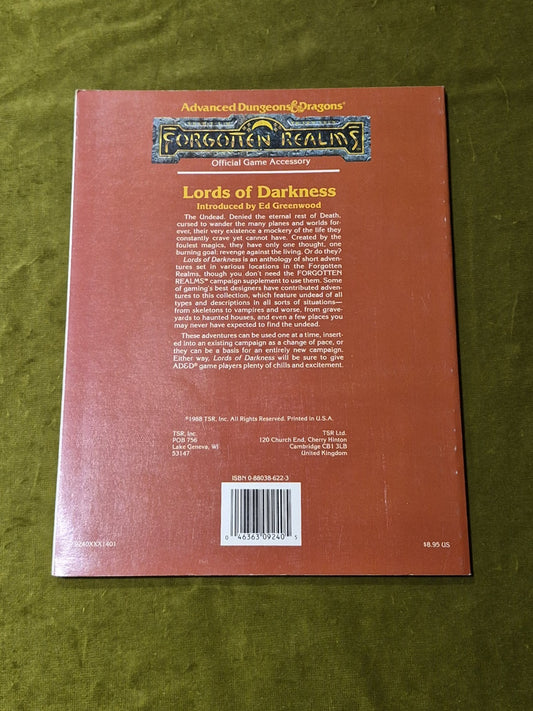 Advanced Dungeons&Dragons®
FORGOTTEN REALMS
Official Game Accessory
Lords of Darkness
Introduced by Ed Greenwood
The Undead. Denied the eternal rest of Death,
cursed to wander the many planes and worlds for-
ever, their very existence a mockery of the life they
constantly crave yet cannot have. Created by the
foulest magics, they have only one thought, one
burning goal: revenge against the living. Or do they?
Lords of Darkness is an anthology of short adven-
tures set in various locations in the Forgotten
Realms, though you don't need the FORGOTTEN
REALMS™ campaign supplement to use them. Some
of gaming's best designers have contributed adven-
tures to this collection, which feature undead of all
types and descriptions in all sorts of situations—
from skeletons to vampires and worse, from grave-
yards to haunted houses, and even a few places you
may never have expected to find the undead.
These adventures can be used one at a time, insert-
ed into an existing campaign as a change of pace, or
they can be a basis for an entirely new campaign.
Either way, Lords of Darkness will be sure to give
AD&D® game players plenty of chills and excitement.
©1988 TSR, Inc. All Rights Reserved. Printed in U.S.A.
TSR, Inc.
POB 756
Lake Geneva, WI
53147
TSR Ltd.
120 Church End, Cherry Hinton
Cambridge CB1 3LB
United Kingdom
ISBN 0-88038-622-3
0 46363 09240 5
9240XXX1401
$8.95 US